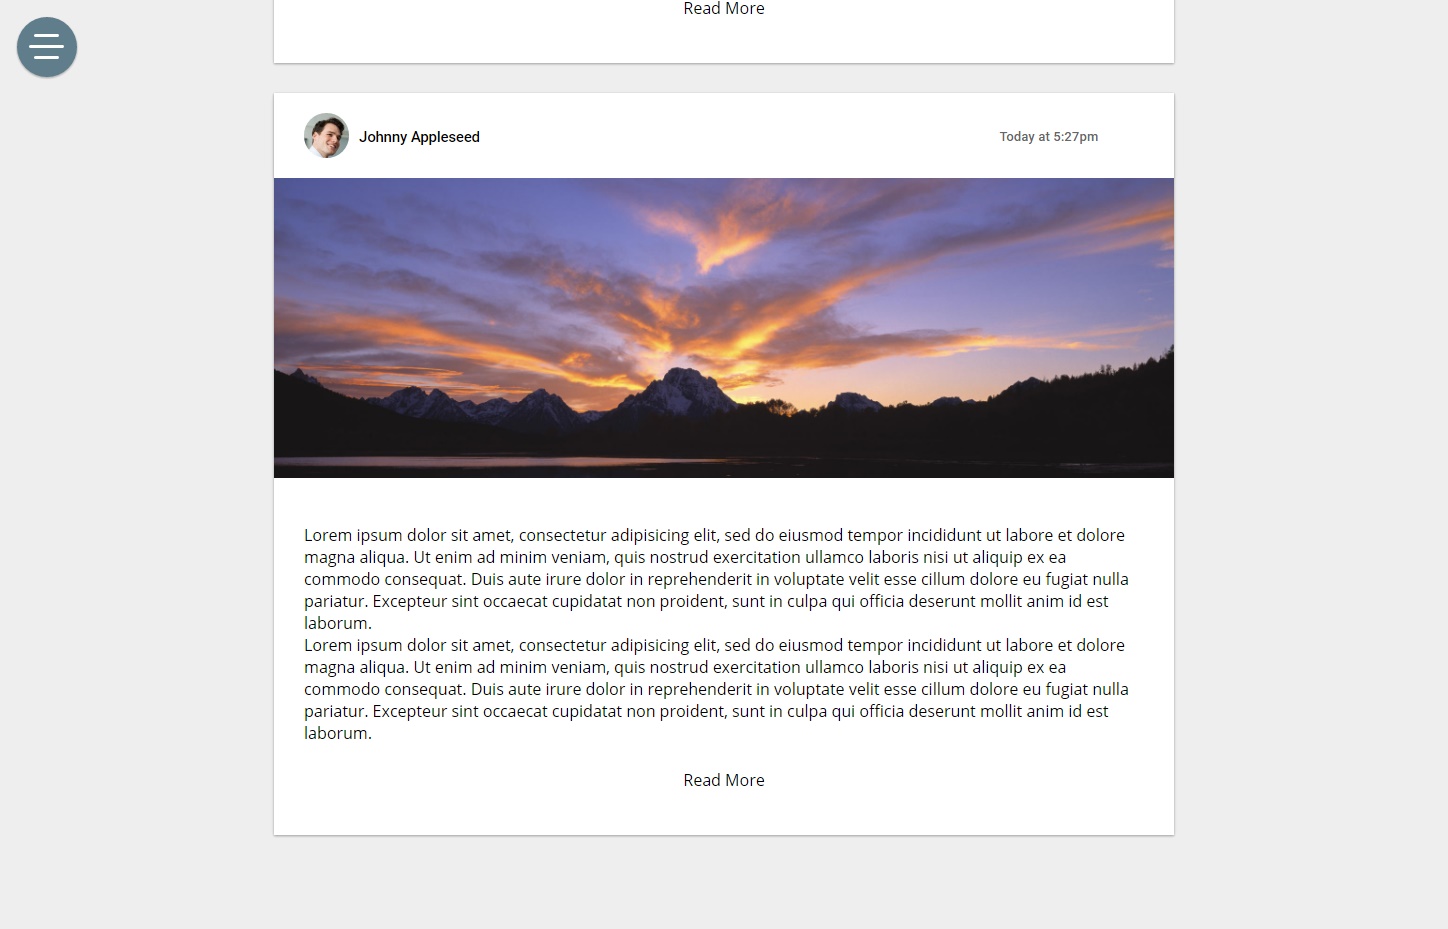 Read More
Johnny Appleseed
Today at 5:27pm
Lorem ipsum dolor sit amet, consectetur adipisicing elit, sed do eiusmod tempor incididunt ut labore et dolore
magna aliqua. Ut enim ad minim veniam, quis nostrud exercitation ullamco laboris nisi ut aliquip ex ea
commodo consequat. Duis aute irure dolor in reprehenderit in voluptate velit esse cillum dolore eu fugiat nulla
pariatur. Excepteur sint occaecat cupidatat non proident, sunt in culpa qui officia deserunt mollit anim id est
laborum.
Lorem ipsum dolor sit amet, consectetur adipisicing elit, sed do eiusmod tempor incididunt ut labore et dolore
magna aliqua. Ut enim ad minim veniam, quis nostrud exercitation ullamco laboris nisi ut aliquip ex ea
commodo consequat. Duis aute irure dolor in reprehenderit in voluptate velit esse cillum dolore eu fugiat nulla
pariatur. Excepteur sint occaecat cupidatat non proident, sunt in culpa qui officia deserunt mollit anim id est
laborum.
Read More